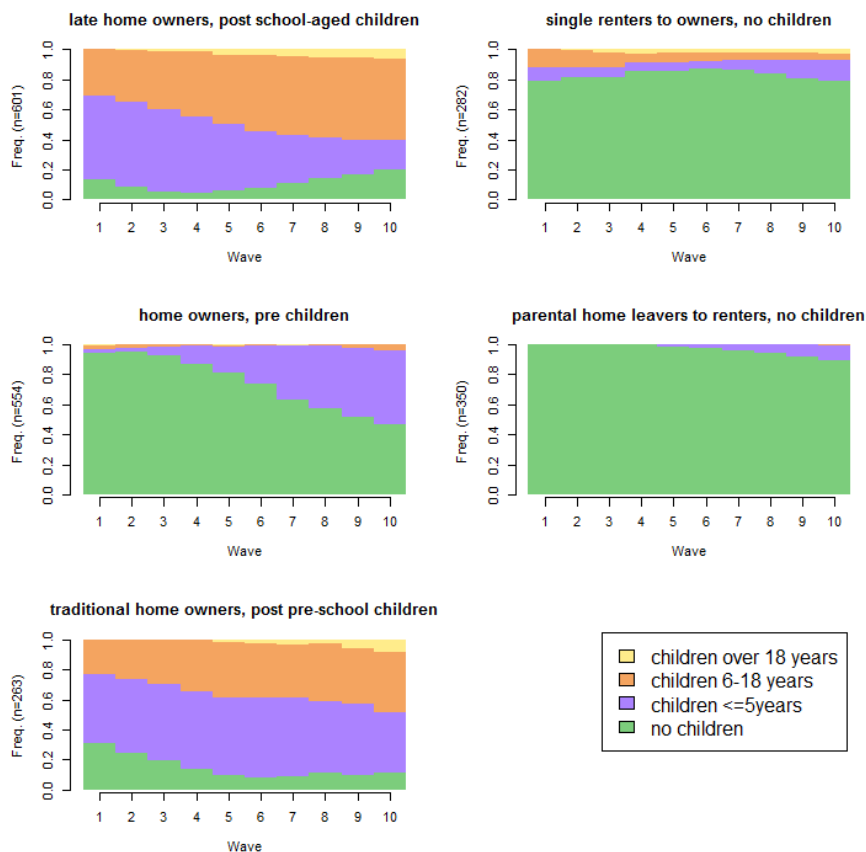 late home owners, post school-aged children
Freq. (n=601)
0.0 0.2 0.4 0.6 0.8 1.0
1 2 3 4 5 6 7 8 9 10
Wave
single renters to owners, no children
Freq. (n=282)
0.0 0.2 0.4 0.6 0.8 1.0
1 2 3 4 5 6 7 8 9 10
Wave
home owners, pre children
Freq. (n=554)
0.0 0.2 0.4 0.6 0.8 1.0
1 2 3 4 5 6 7 8 9 10
Wave
parental home leavers to renters, no children
Freq. (n=350)
0.0 0.2 0.4 0.6 0.8 1.0
1 2 3 4 5 6 7 8 9 10
Wave
traditional home owners, post pre-school children
Freq. (n=263)
0.0 0.2 0.4 0.6 0.8 1.0
1 2 3 4 5 6 7 8 9 10
Wave
children over 18 years
children 6-18 years
children <=5years
no children